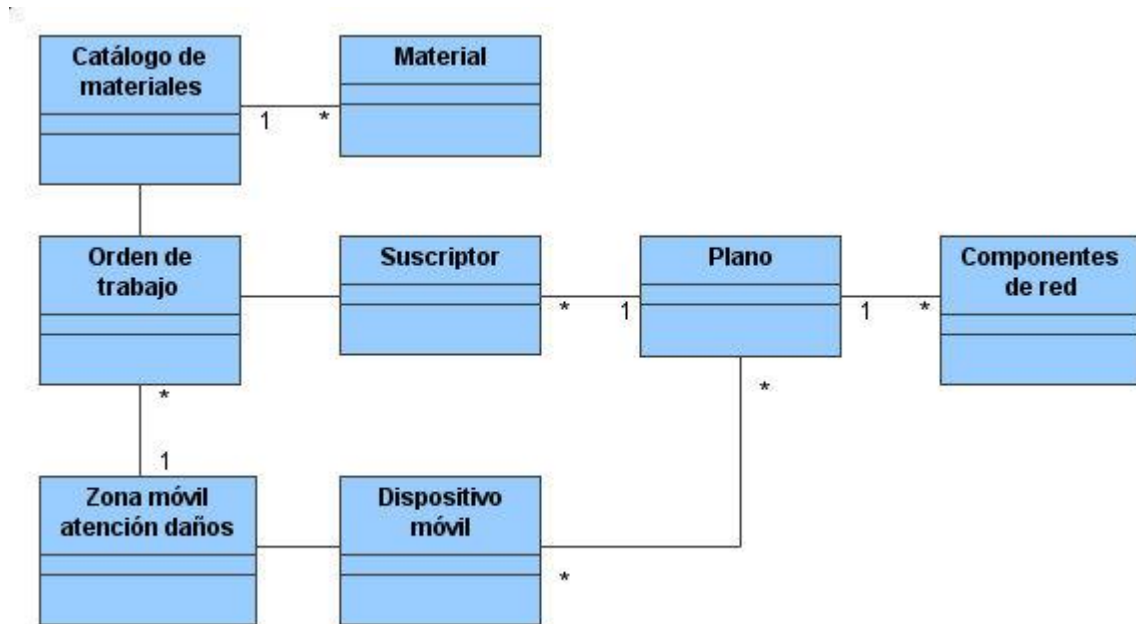 Catálogo de
materiales
Material
1
*
Orden de
trabajo
Suscriptor
Plano
Componentes
de red
*
1
1
*
*
*
1
Zona móvil
atención daños
Dispositivo
móvil
*